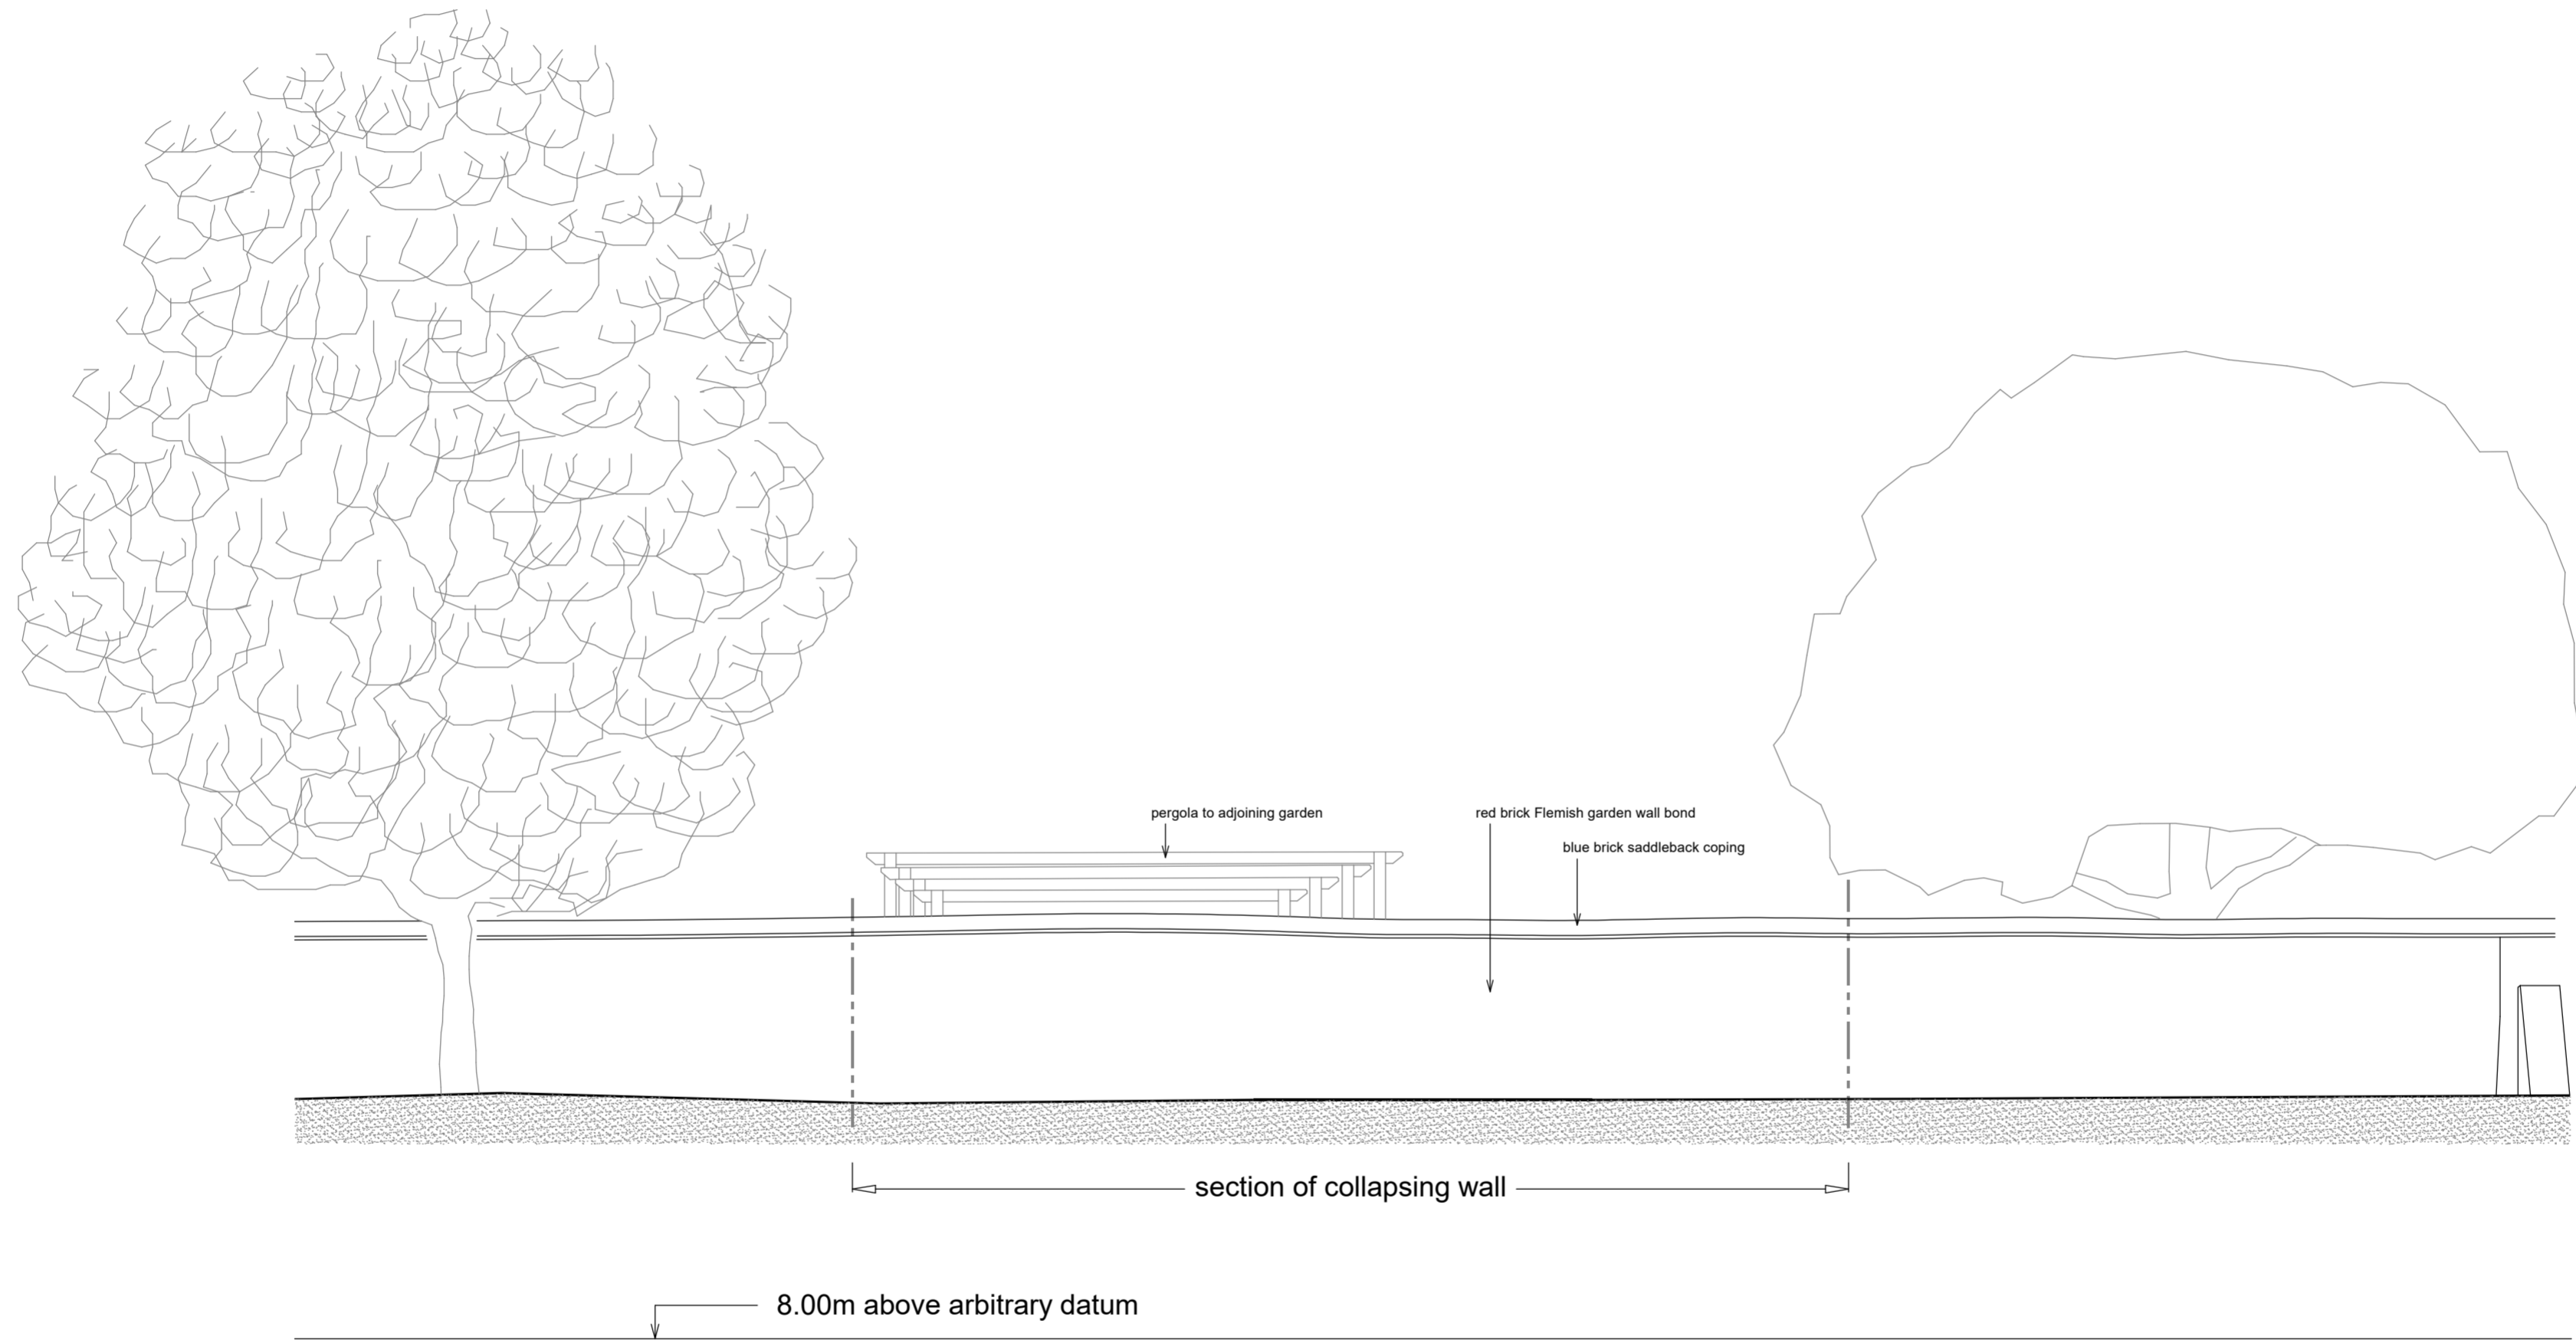 pergola to adjoining garden
red brick Flemish garden wall bond
blue brick saddleback coping
section of collapsing wall
8.00m above arbitrary datum